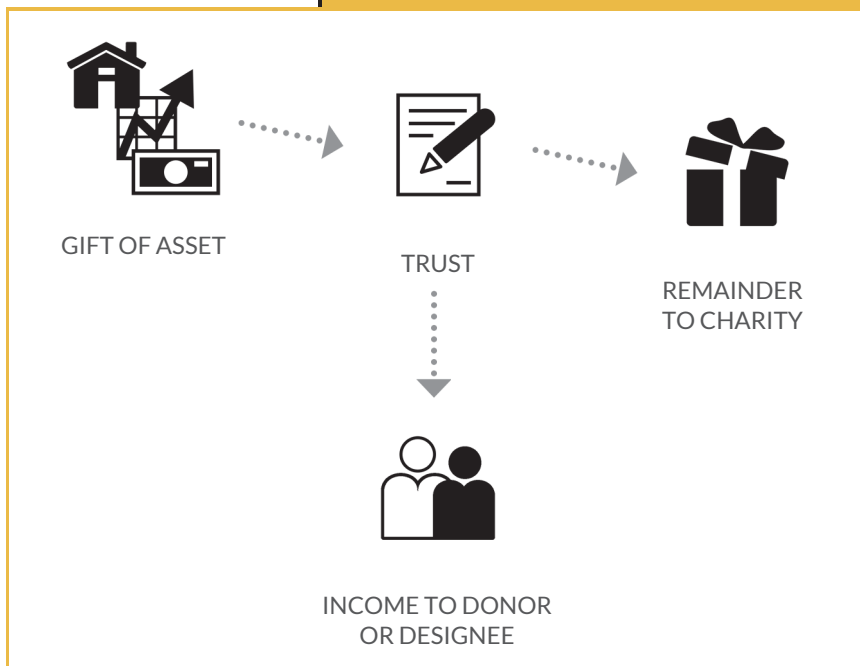 GIFT OF ASSET
TRUST
REMAINDER
TO CHARITY
INCOME TO DONOR
OR DESIGNEE